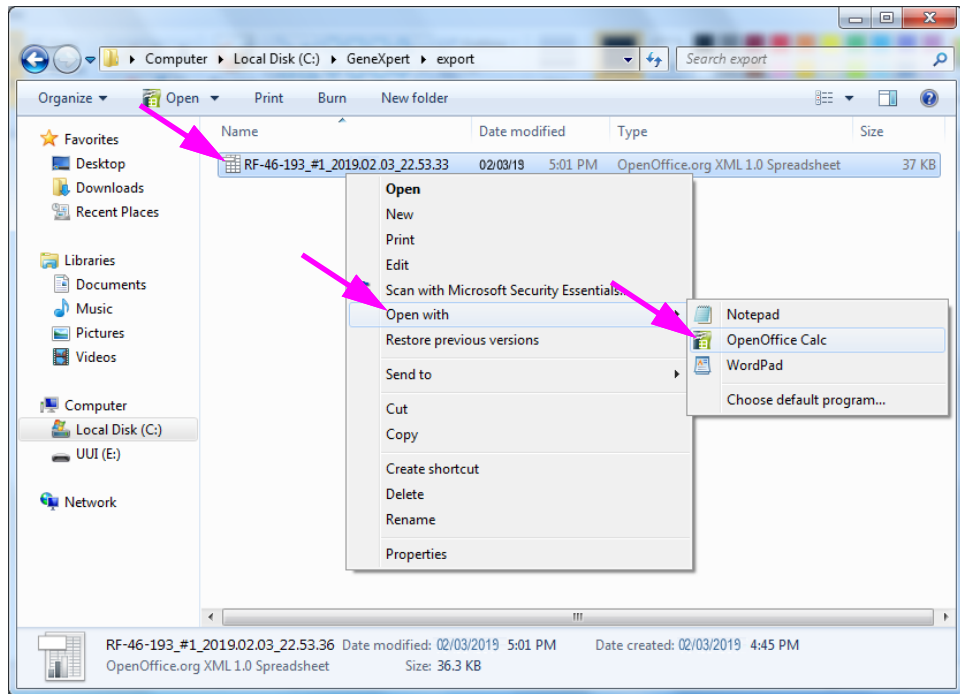 Computer Local Disk (C:) GeneXpert export
Search export
Organize Open Print Burn New folder
Favorites
Desktop
Downloads
Recent Places
Libraries
Documents
Music
Pictures
Videos
Computer
Local Disk (C:)
UUI (E:)
Network
Name Date modified Type Size
RF-46-193_#1_2019.02.03_22.53.33 02/03/19 5:01 PM OpenOffice.org XML 1.0 Spreadsheet 37 KB
Open
New
Print
Edit
Scan with Microsoft Security Essentials...
Open with
Restore previous versions
Send to
Cut
Copy
Create shortcut
Delete
Rename
Properties
Notepad
OpenOffice Calc
WordPad
Choose default program...
RF-46-193_#1_2019.02.03_22.53.36 Date modified: 02/03/2019 5:01 PM Date created: 02/03/2019 4:45 PM
OpenOffice.org XML 1.0 Spreadsheet Size: 36.3 KB